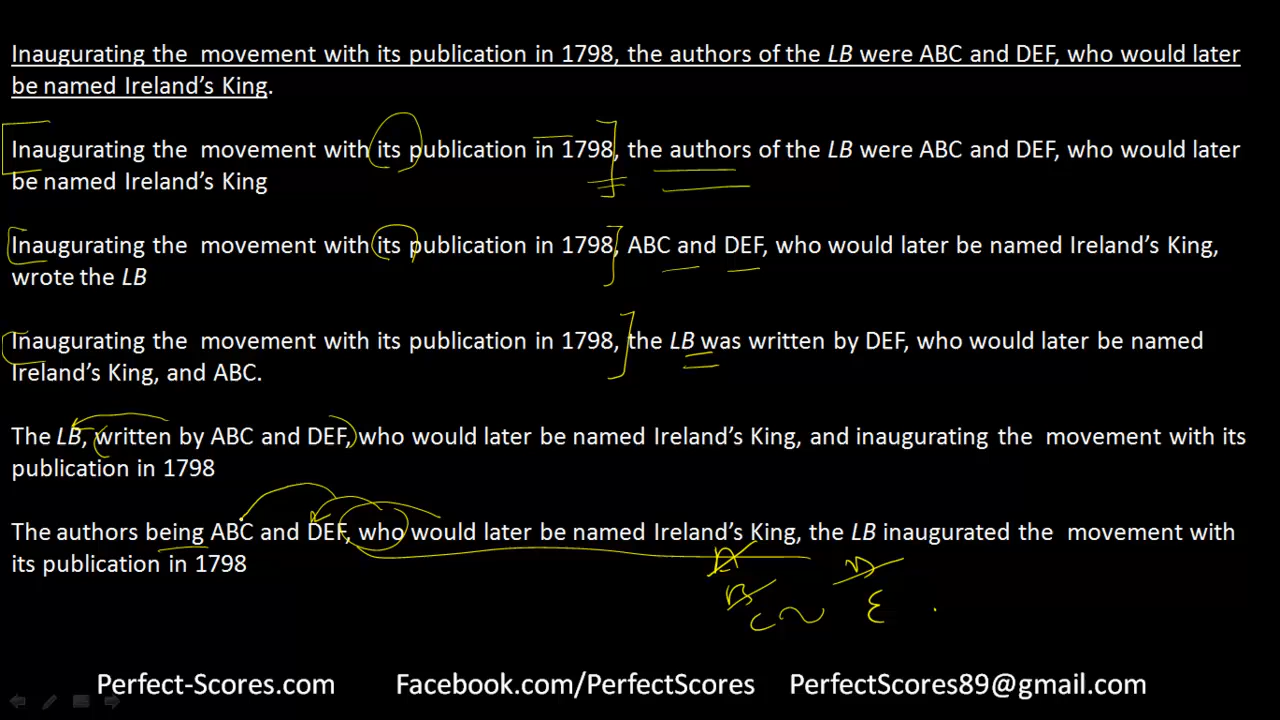 Inaugurating the movement with its publication in 1798, the authors of the LB were ABC and DEF, who would later
be named Ireland's King.
Inaugurating the movement with its publication in 1798, the authors of the LB were ABC and DEF, who would later
be named Ireland's King
Inaugurating the movement with its publication in 1798, ABC and DEF, who would later be named Ireland's King,
wrote the LB
Inaugurating the movement with its publication in 1798, the LB was written by DEF, who would later be named
Ireland's King, and ABC.
The LB, written by ABC and DEF, who would later be named Ireland's King, and inaugurating the movement with its
publication in 1798
The authors being ABC and DEF, who would later be named Ireland's King, the LB inaugurated the movement with
its publication in 1798
A D
B E
C
Perfect-Scores.com Facebook.com/PerfectScores PerfectScores89@gmail.com